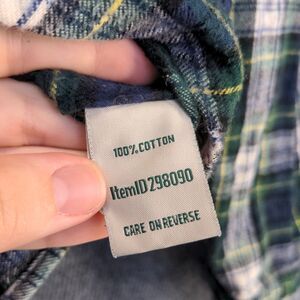 100% COTTON
ItemID 298090
CARE ON REVERSE